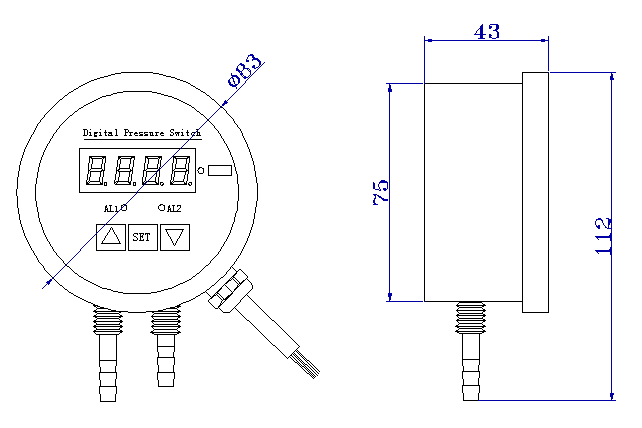 43
ø83
Digital Pressure Switch
8.8.8.8.
AL1 AL2
SET
75
112